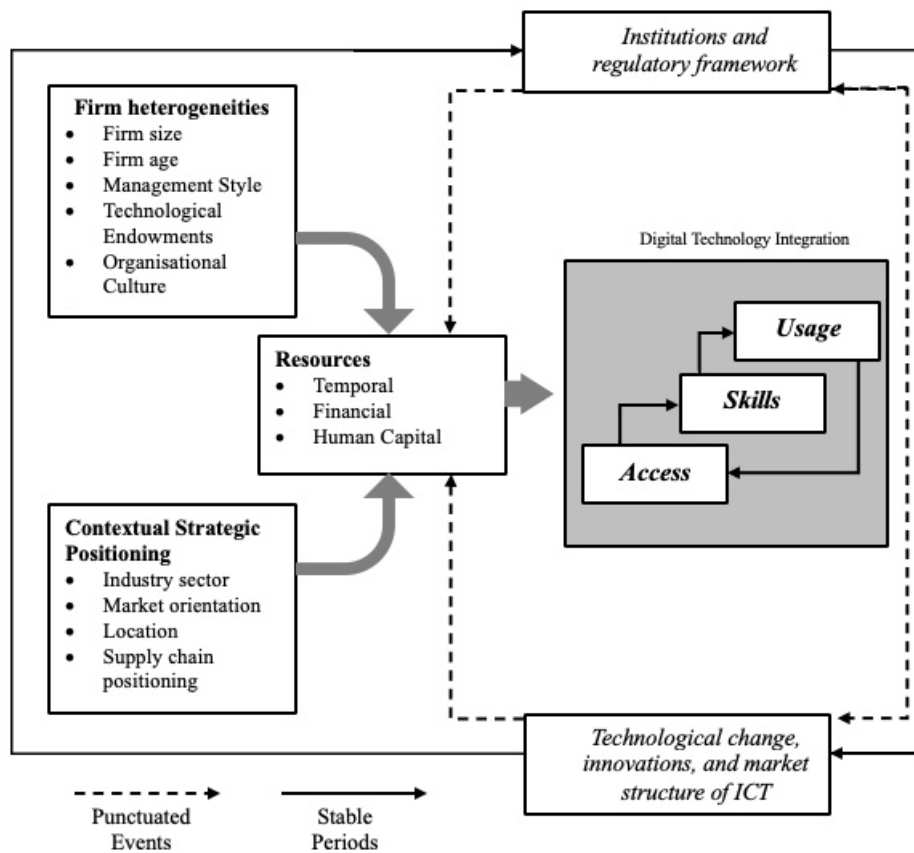 Institutions and
regulatory framework
Firm heterogeneities
• Firm size
• Firm age
• Management Style
• Technological
Endowments
• Organisational
Culture
Digital Technology Integration
Usage
Skills
Access
Resources
• Temporal
• Financial
• Human Capital
Contextual Strategic
Positioning
• Industry sector
• Market orientation
• Location
• Supply chain
positioning
Technological change,
innovations, and market
structure of ICT
Punctuated
Events
Stable
Periods